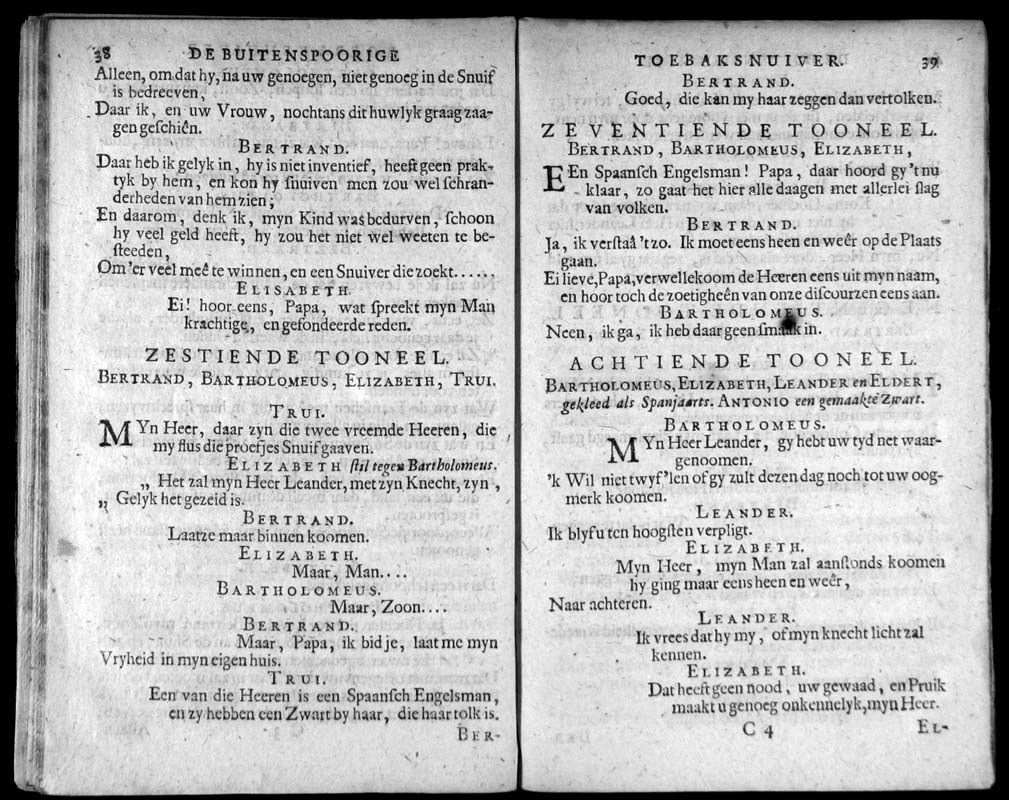 38 DE BUITENSPOORIGE
Alleen, om dat hy, na uw genoegen, niet genoeg in de Snuif
is bedreeven,
Daar ik, en uw Vrouw, nochtans dit huwlyk graag zaa-
gen geſchiên.
BERTRAND.
Daar heb ik gelyk in, hy is niet inventief, heeft geen prak-
tyk by hem, en kon hy ſnuiven men zou wel ſchran-
derheden van hem zien;
En daarom, denk ik, myn Kind was bedurven, ſchoon
hy veel geld heeft, hy zou het niet wel weeten te be-
ſteeden,
Om 'er veel meê te winnen, en een Snuiver die zoekt......
ELISABETH.
Ei! hoor eens, Papa, wat ſpreekt myn Man
krachtige, en gefondeerde reden.
ZESTIENDE TOONEEL.
BERTRAND, BARTHOLOMEUS, ELIZABETH, TRUI.
TRUI.
MYn Heer, daar zyn die twee vreemde Heeren, die
my flus die proefjes Snuif gaaven.
ELIZABETH ſtil tegen Bartholomeus.
„ Het zal myn Heer Leander, met zyn Knecht, zyn,
„ Gelyk het gezeid is.
BERTRAND.
Laatze maar binnen koomen.
ELIZABETH.
Maar, Man....
BARTHOLOMEUS.
Maar, Zoon....
BERTRAND.
Maar, Papa, ik bid je, laat me myn
Vryheid in myn eigen huis.
TRUI.
Een van die Heeren is een Spaanſch Engelsman,
en zy hebben een Zwart by haar, die haar tolk is.
BER-
TOEBAKSNUIVER. 39
BERTRAND.
Goed, die kan my haar zeggen dan vertolken.
ZEVENTIENDE TOONEEL.
BERTRAND, BARTHOLOMEUS, ELIZABETH,
EEn Spaanſch Engelsman! Papa, daar hoord gy 't nu
klaar, zo gaat het hier alle daagen met allerlei ſlag
van volken.
BERTRAND.
Ja, ik verſtaâ 't zo. Ik moet eens heen en weêr op de Plaats
gaan.
Ei lieve, Papa, verwellekoom de Heeren eens uit myn naam,
en hoor toch de zoetigheên van onze diſcourzen eens aan.
BARTHOLOMEUS.
Neen, ik ga, ik heb daar geen ſmaak in.
ACHTIENDE TOONEEL.
BARTHOLOMEUS, ELIZABETH, LEANDER en ELDERT,
gekleed als Spanjaarts. ANTONIO een gemaakte Zwart.
BARTHOLOMEUS.
MYn Heer Leander, gy hebt uw tyd net waar-
genoomen.
'k Wil niet twyf'len of gy zult dezen dag noch tot uw oog-
merk koomen.
LEANDER.
Ik blyf u ten hoogſten verpligt.
ELIZABETH.
Myn Heer, myn Man zal aanſtonds koomen
hy ging maar eens heen en weêr,
Naar achteren.
LEANDER.
Ik vrees dat hy my, of myn knecht licht zal
kennen.
ELIZABETH.
Dat heeft geen nood, uw gewaad, en Pruik
maakt u genoeg onkennelyk, myn Heer.
C 4 EL-